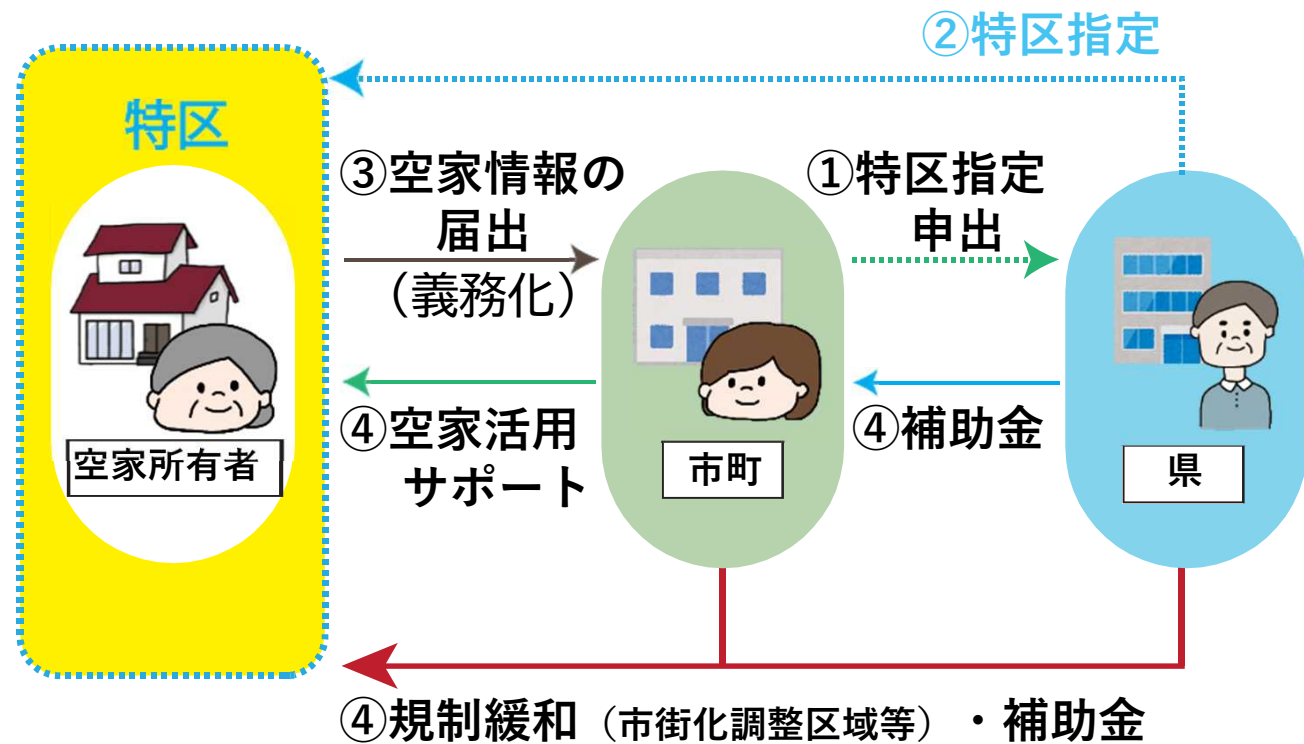 ②特区指定
特区
③空家情報の
届出
（義務化）
①特区指定
申出
④空家活用
サポート
④補助金
空家所有者
市町
県
④規制緩和（市街化調整区域等）・補助金